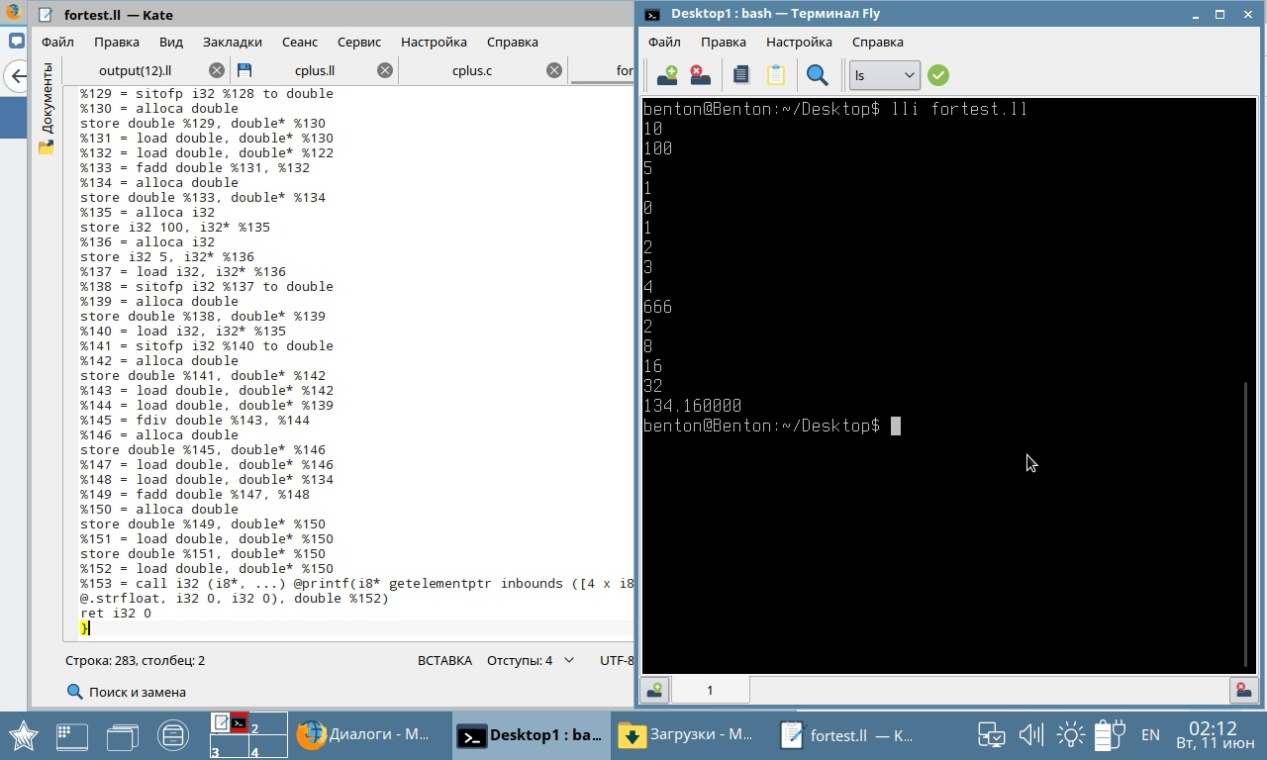 fortest.ll — Kate
Файл Правка Вид Закладки Сеанс Сервис Настройка Справка
output(12).ll cplus.ll cplus.c for
Документы
%129 = sitofp i32 %128 to double
%130 = alloca double
store double %129, double* %130
%131 = load double, double* %130
%132 = load double, double* %122
%133 = fadd double %131, %132
%134 = alloca double
store double %133, double* %134
%135 = alloca i32
store i32 100, i32* %135
%136 = alloca i32
store i32 5, i32* %136
%137 = load i32, i32* %136
%138 = sitofp i32 %137 to double
%139 = alloca double
store double %138, double* %139
%140 = load i32, i32* %135
%141 = sitofp i32 %140 to double
%142 = alloca double
store double %141, double* %142
%143 = load double, double* %142
%144 = load double, double* %139
%145 = fdiv double %143, %144
%146 = alloca double
store double %145, double* %146
%147 = load double, double* %146
%148 = load double, double* %134
%149 = fadd double %147, %148
%150 = alloca double
store double %149, double* %150
%151 = load double, double* %150
store double %151, double* %150
%152 = load double, double* %150
%153 = call i32 (i8*, ...) @printf(i8* getelementptr inbounds ([4 x i8
@.strfloat, i32 0, i32 0), double %152)
ret i32 0
}
Строка: 283, столбец: 2 ВСТАВКА Отступы: 4 UTF-8
Поиск и замена
Desktop1 : bash — Терминал Fly
Файл Правка Настройка Справка
ls
benton@Benton:~/Desktop$ lli fortest.ll
10
100
5
1
0
1
2
3
4
666
2
8
16
32
134.160000
benton@Benton:~/Desktop$
1
2
3 4
Диалоги - M...
Desktop1 : ba...
Загрузки - M...
fortest.ll — K...
EN
02:12
Вт, 11 июн